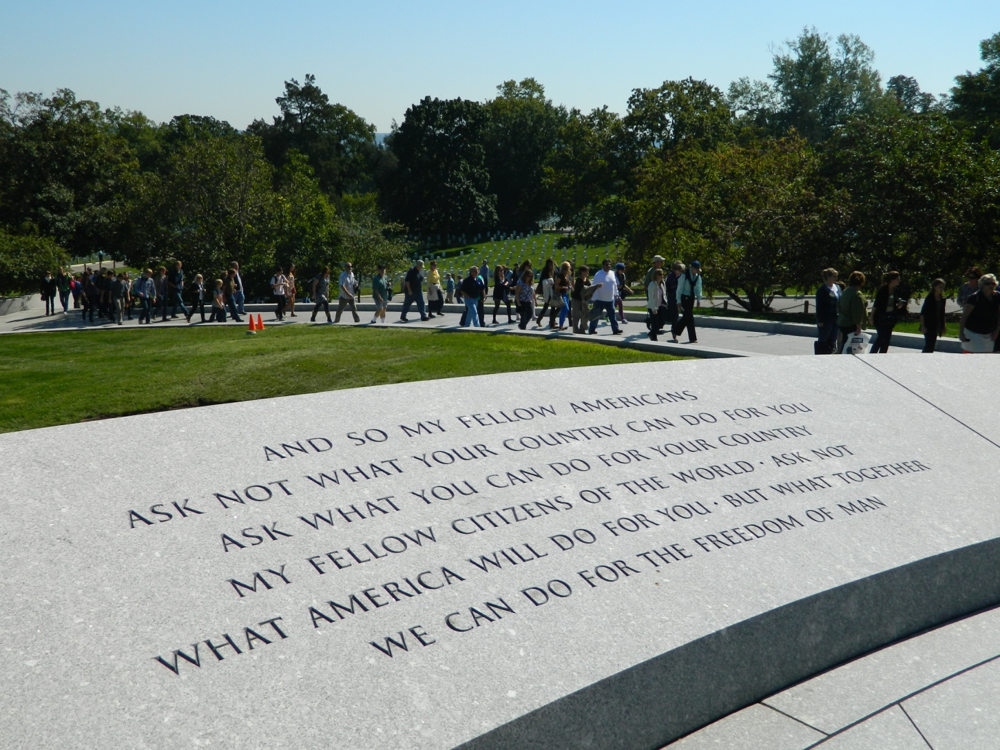 AND SO MY FELLOW AMERICANS
ASK NOT WHAT YOUR COUNTRY CAN DO FOR YOU
ASK WHAT YOU CAN DO FOR YOUR COUNTRY
MY FELLOW CITIZENS OF THE WORLD · ASK NOT
WHAT AMERICA WILL DO FOR YOU · BUT WHAT TOGETHER
WE CAN DO FOR THE FREEDOM OF MAN